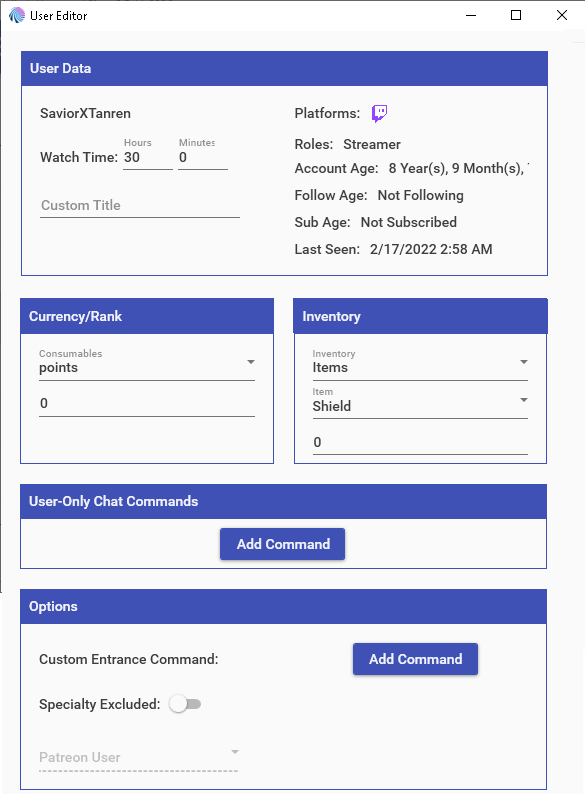 User Editor
User Data
SaviorXTanren
Watch Time:
Hours
30
Minutes
0
Custom Title
Platforms:
Roles: Streamer
Account Age: 8 Year(s), 9 Month(s),
Follow Age: Not Following
Sub Age: Not Subscribed
Last Seen: 2/17/2022 2:58 AM
Currency/Rank
Consumables
points
0
Inventory
Inventory
Items
Item
Shield
0
User-Only Chat Commands
Add Command
Options
Custom Entrance Command:
Add Command
Specialty Excluded:
Patreon User